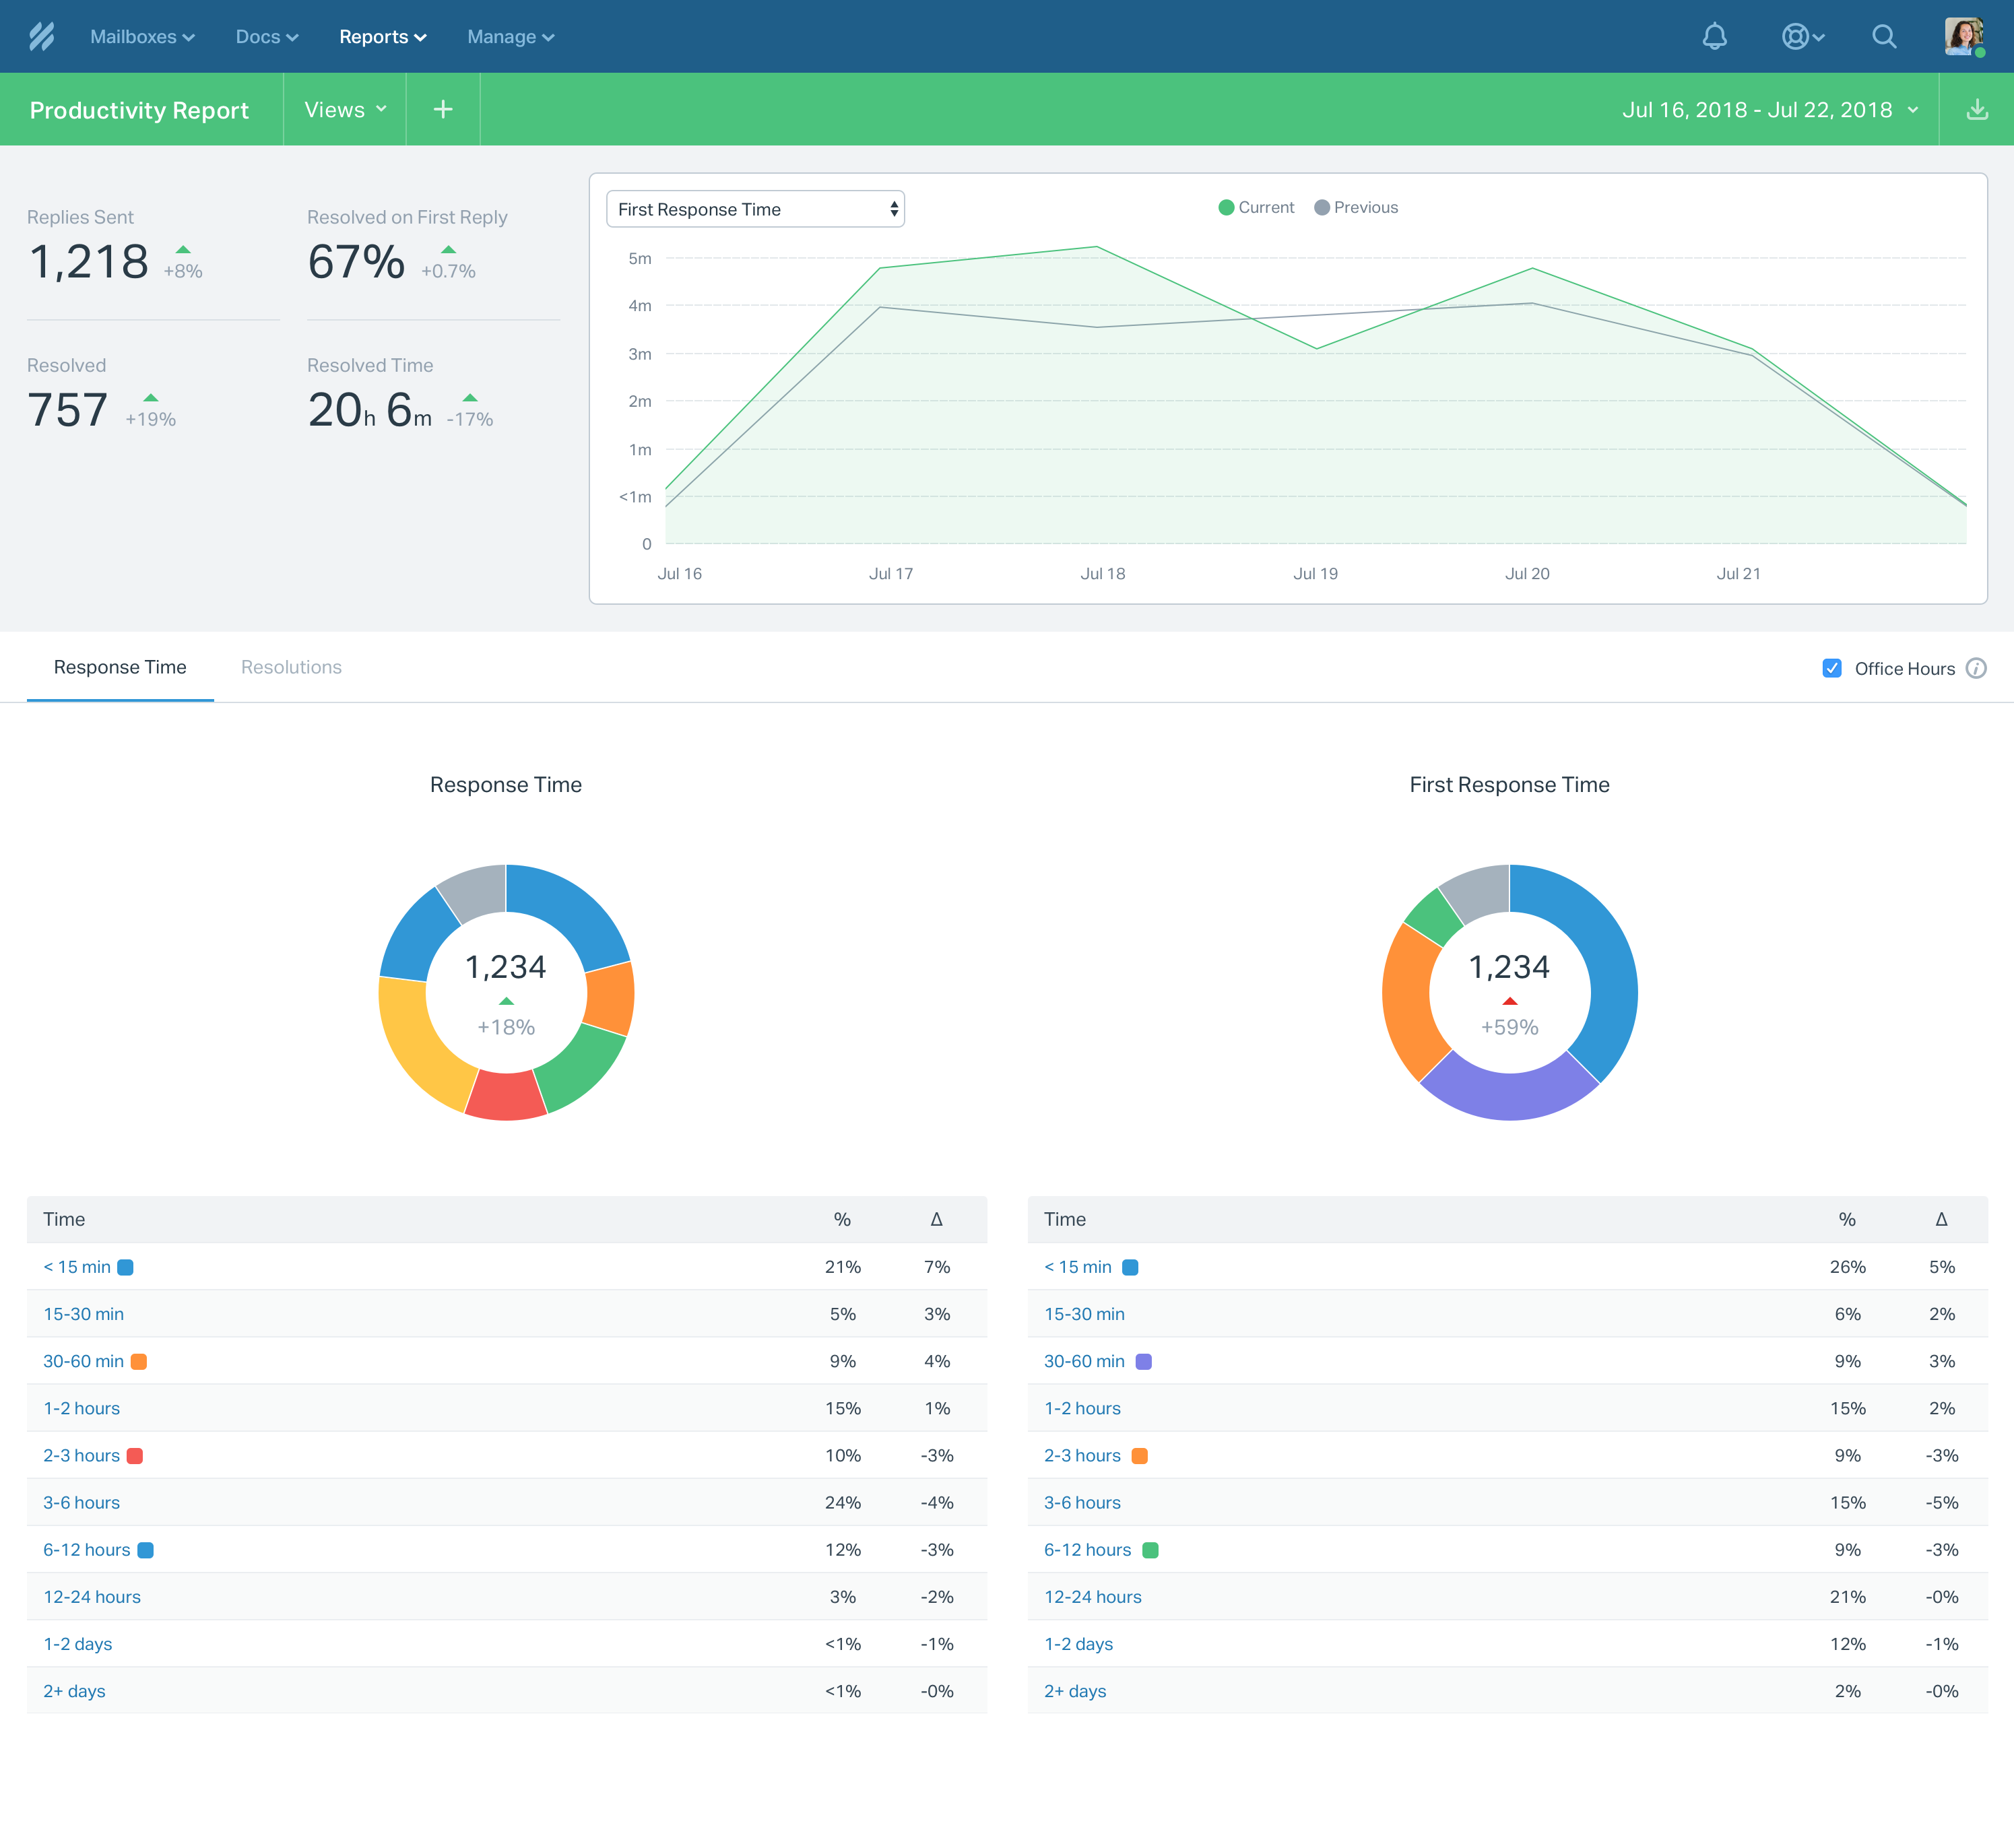 Mailboxes Docs Reports Manage
Productivity Report Views + Jul 16, 2018 - Jul 22, 2018
Replies Sent
1,218 +8%
Resolved on First Reply
67% +0.7%
Resolved
757 +19%
Resolved Time
20h 6m -17%
First Response Time
Current Previous
5m
4m
3m
2m
1m
<1m
0
Jul 16 Jul 17 Jul 18 Jul 19 Jul 20 Jul 21
Response Time Resolutions Office Hours i
Response Time
1,234
+18%
First Response Time
1,234
+59%
Time % Δ
< 15 min 21% 7%
15-30 min 5% 3%
30-60 min 9% 4%
1-2 hours 15% 1%
2-3 hours 10% -3%
3-6 hours 24% -4%
6-12 hours 12% -3%
12-24 hours 3% -2%
1-2 days <1% -1%
2+ days <1% -0%
Time % Δ
< 15 min 26% 5%
15-30 min 6% 2%
30-60 min 9% 3%
1-2 hours 15% 2%
2-3 hours 9% -3%
3-6 hours 15% -5%
6-12 hours 9% -3%
12-24 hours 21% -0%
1-2 days 12% -1%
2+ days 2% -0%